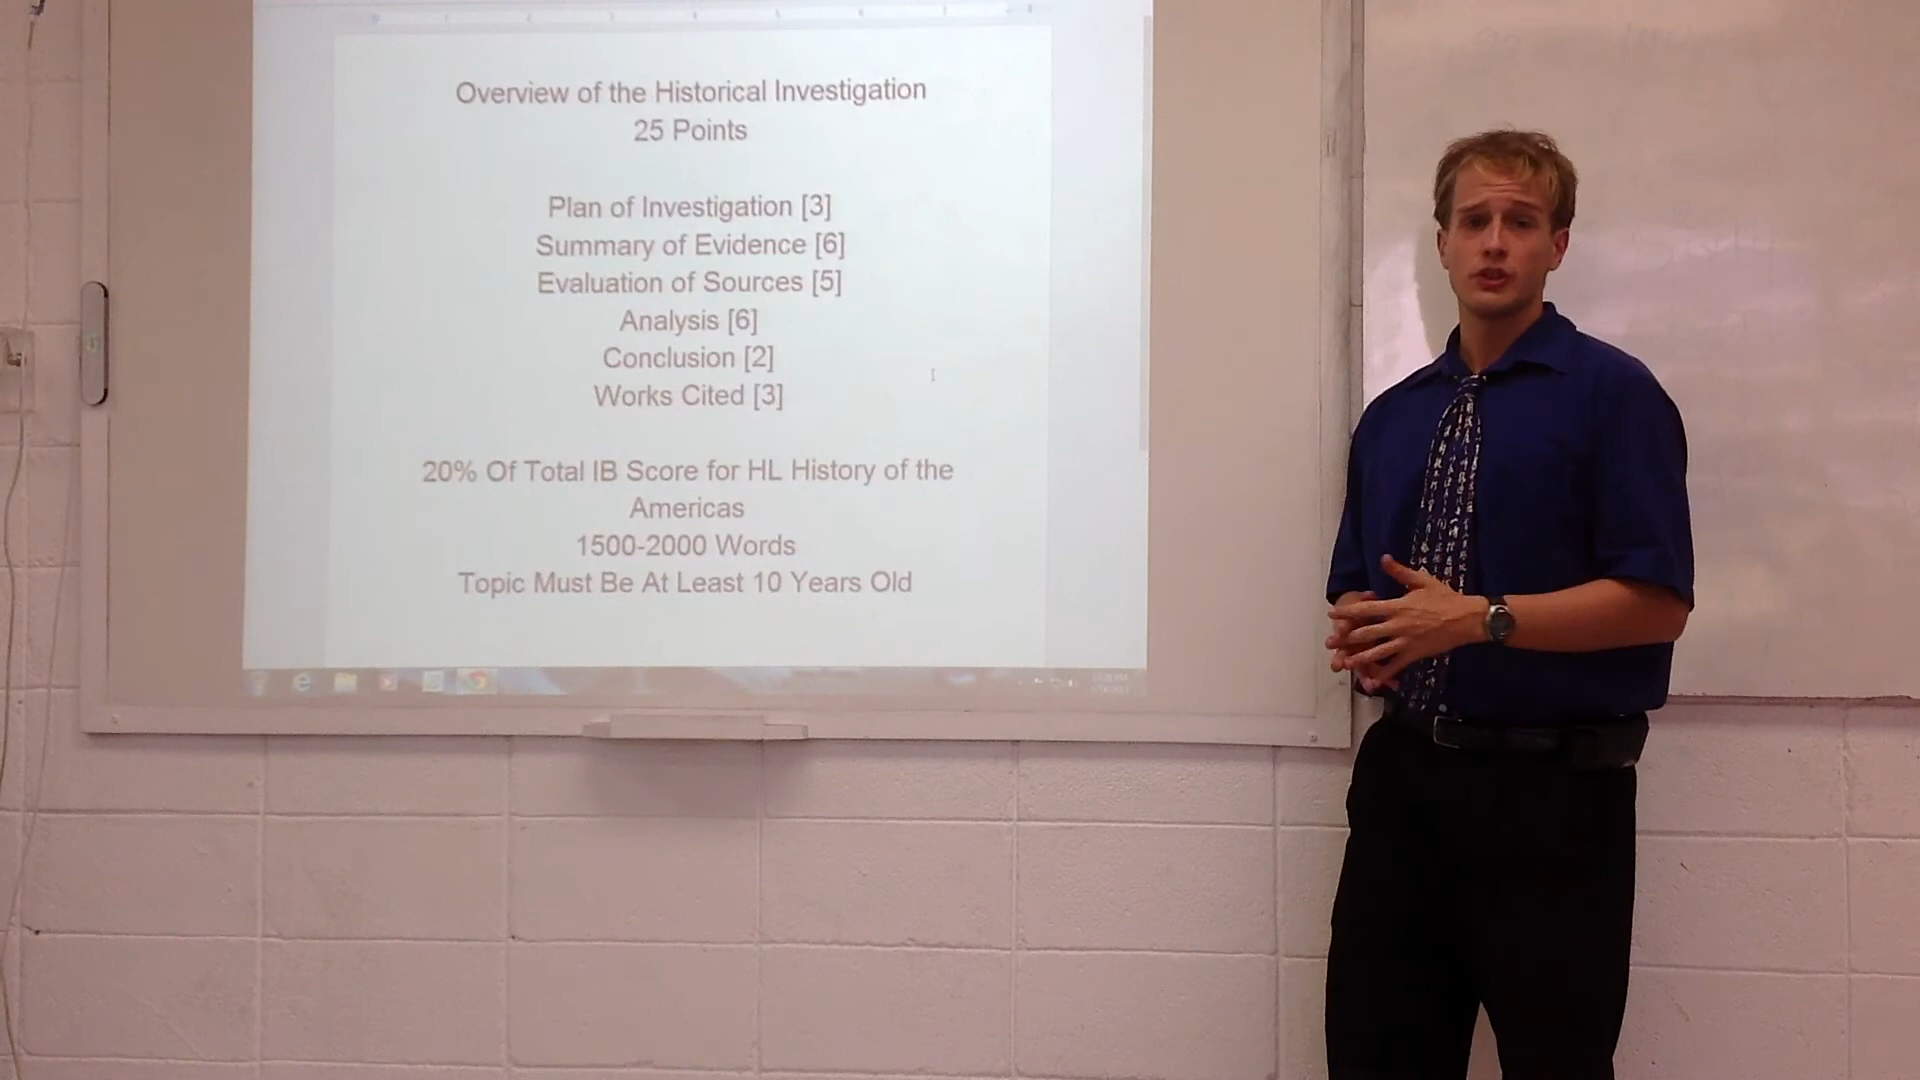 Overview of the Historical Investigation
25 Points
Plan of Investigation [3]
Summary of Evidence [6]
Evaluation of Sources [5]
Analysis [6]
Conclusion [2]
Works Cited [3]
20% Of Total IB Score for HL History of the
Americas
1500-2000 Words
Topic Must Be At Least 10 Years Old